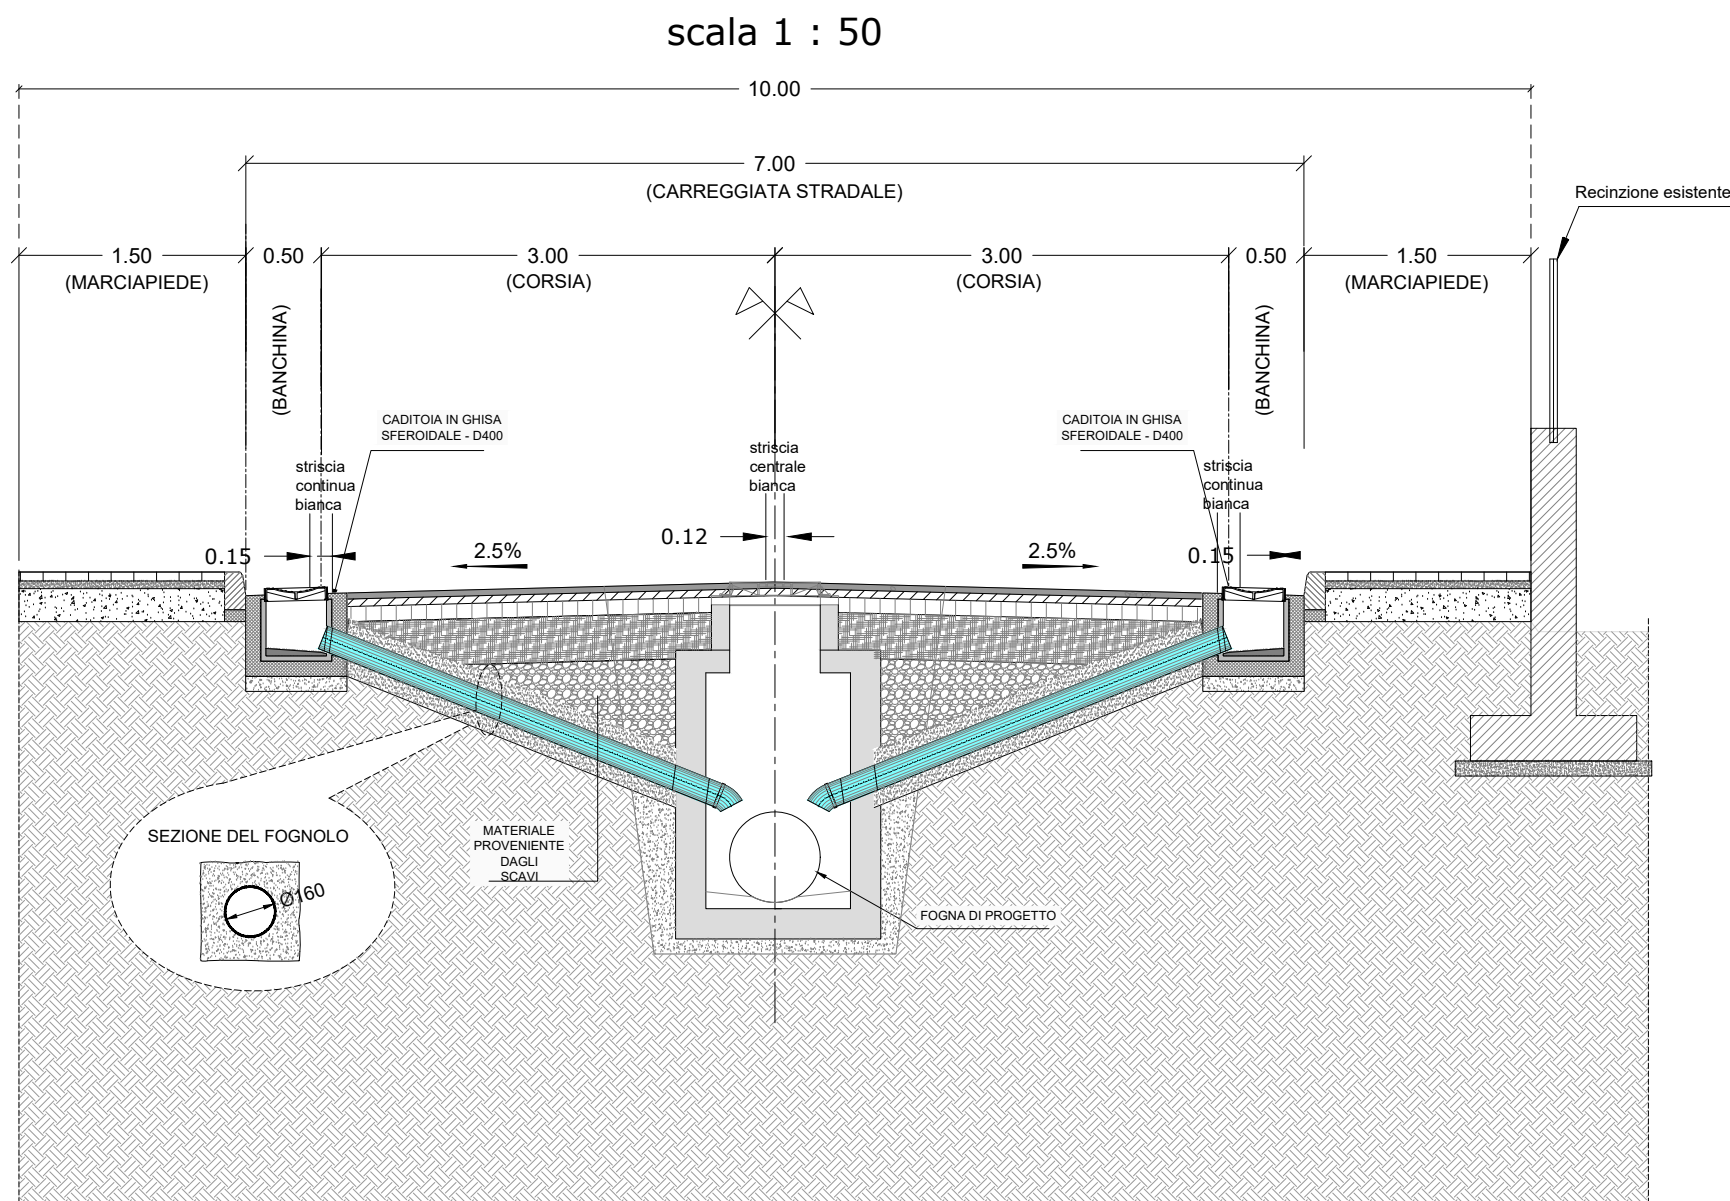 scala 1 : 50
10.00
7.00
(CARREGGIATA STRADALE)
Recinzione esistente
1.50
(MARCIAPIEDE)
0.50
(BANCHINA)
3.00
(CORSIA)
3.00
(CORSIA)
0.50
(BANCHINA)
1.50
(MARCIAPIEDE)
CADITOIA IN GHISA
SFEROIDALE - D400
CADITOIA IN GHISA
SFEROIDALE - D400
striscia
continua
bianca
striscia
centrale
bianca
striscia
continua
bianca
0.15
2.5%
0.12
2.5%
0.15
SEZIONE DEL FOGNOLO
Ø160
MATERIALE
PROVENIENTE
DAGLI
SCAVI
FOGNA DI PROGETTO